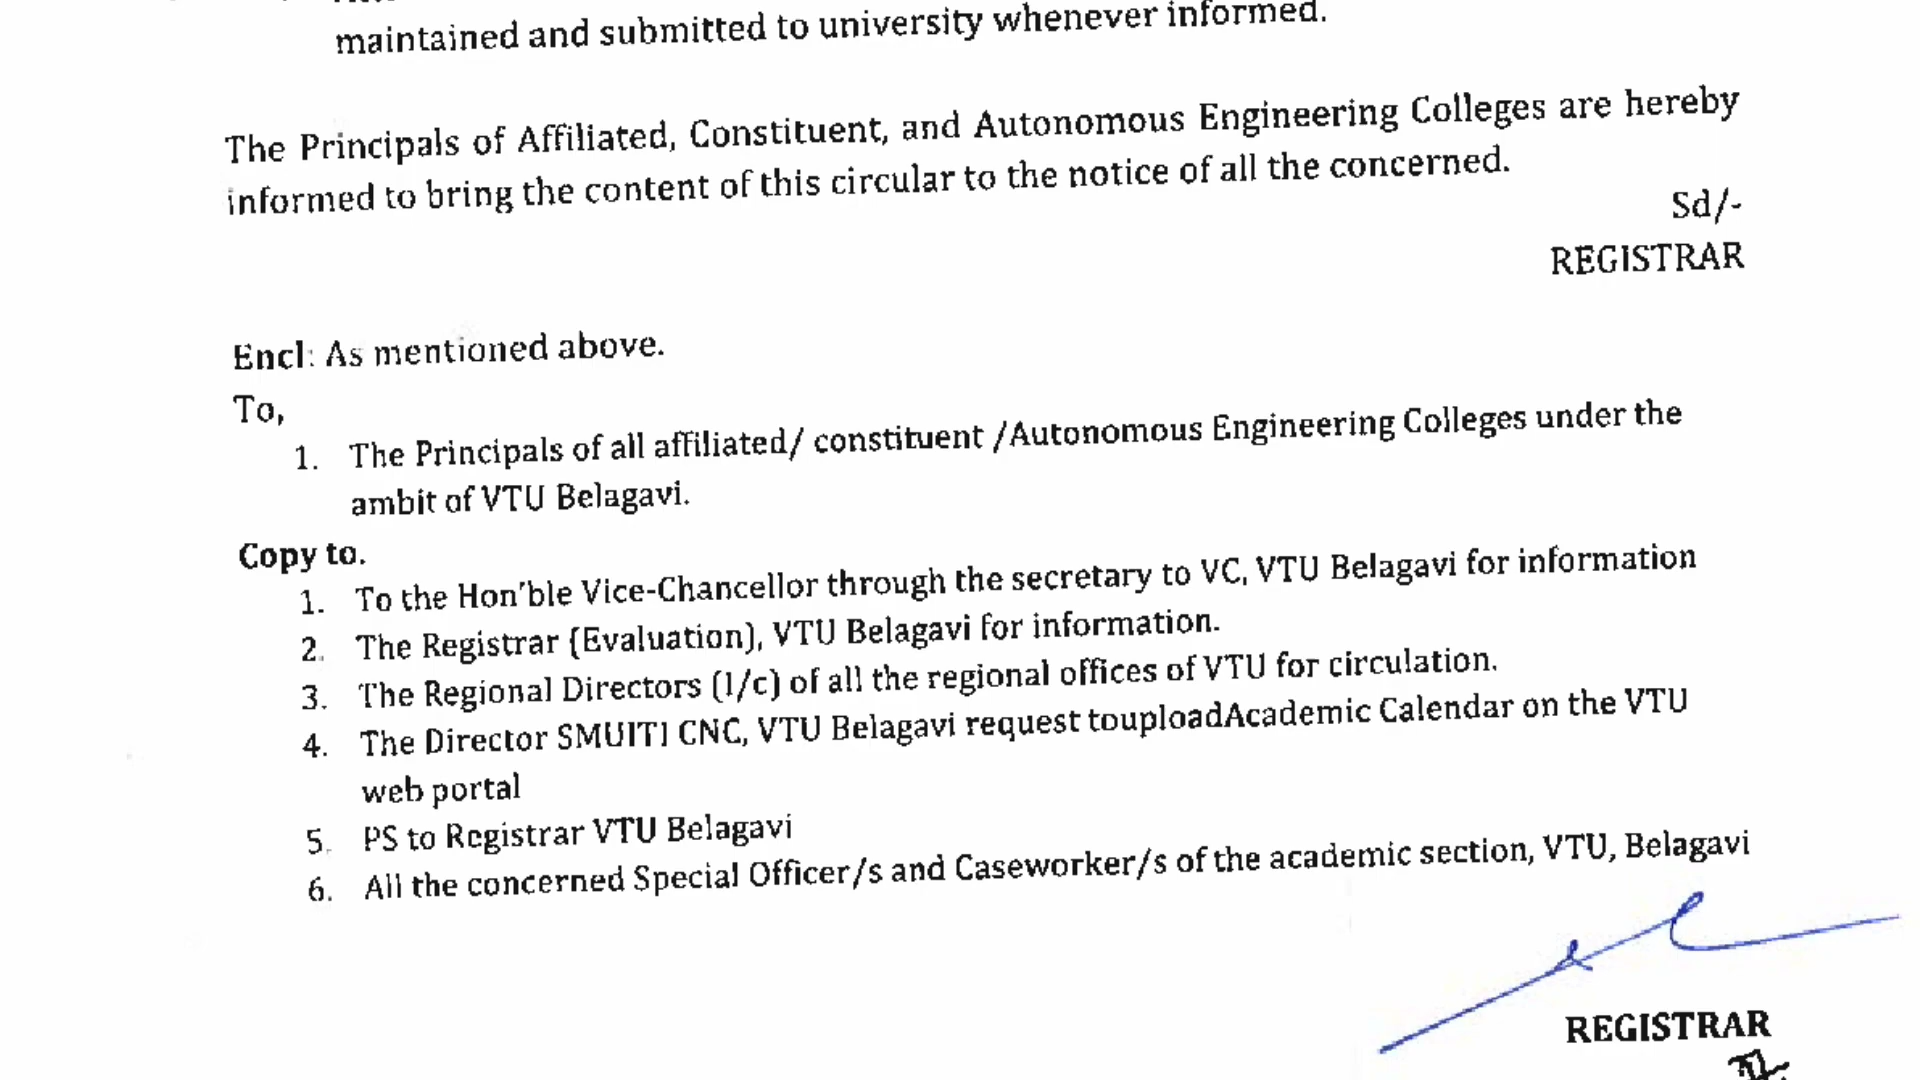 maintained and submitted to university whenever informed.
The Principals of Affiliated, Constituent, and Autonomous Engineering Colleges are hereby
informed to bring the content of this circular to the notice of all the concerned.
Sd/-
REGISTRAR
Encl: As mentioned above.
To,
1. The Principals of all affiliated/ constituent /Autonomous Engineering Colleges under the
ambit of VTU Belagavi.
Copy to.
1. To the Hon'ble Vice-Chancellor through the secretary to VC, VTU Belagavi for information
2. The Registrar (Evaluation), VTU Belagavi for information.
3. The Regional Directors (I/c) of all the regional offices of VTU for circulation.
4. The Director SMUITI CNC, VTU Belagavi request touploadAcademic Calendar on the VTU
web portal
5. PS to Registrar VTU Belagavi
6. All the concerned Special Officer/s and Caseworker/s of the academic section, VTU, Belagavi
REGISTRAR